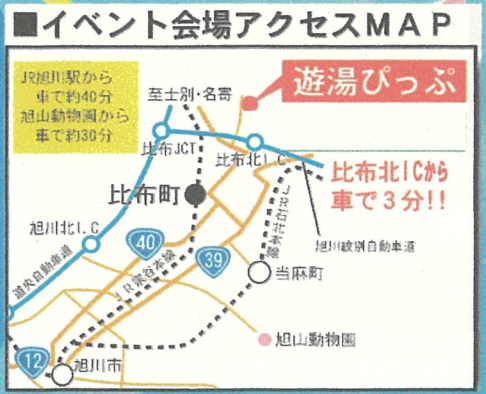 ■イベント会場アクセスMAP
JR旭川駅から
車で約40分
旭山動物園から
車で約30分
至士別・名寄
遊湯ぴっぷ
比布JCT
比布北I.C
比布北ICから
車で3分!!
比布町
JR石北本線
旭川紋別自動車道
旭川北I.C
40
39
道央自動車道
JR宗谷本線
当麻町
旭山動物園
12
旭川市